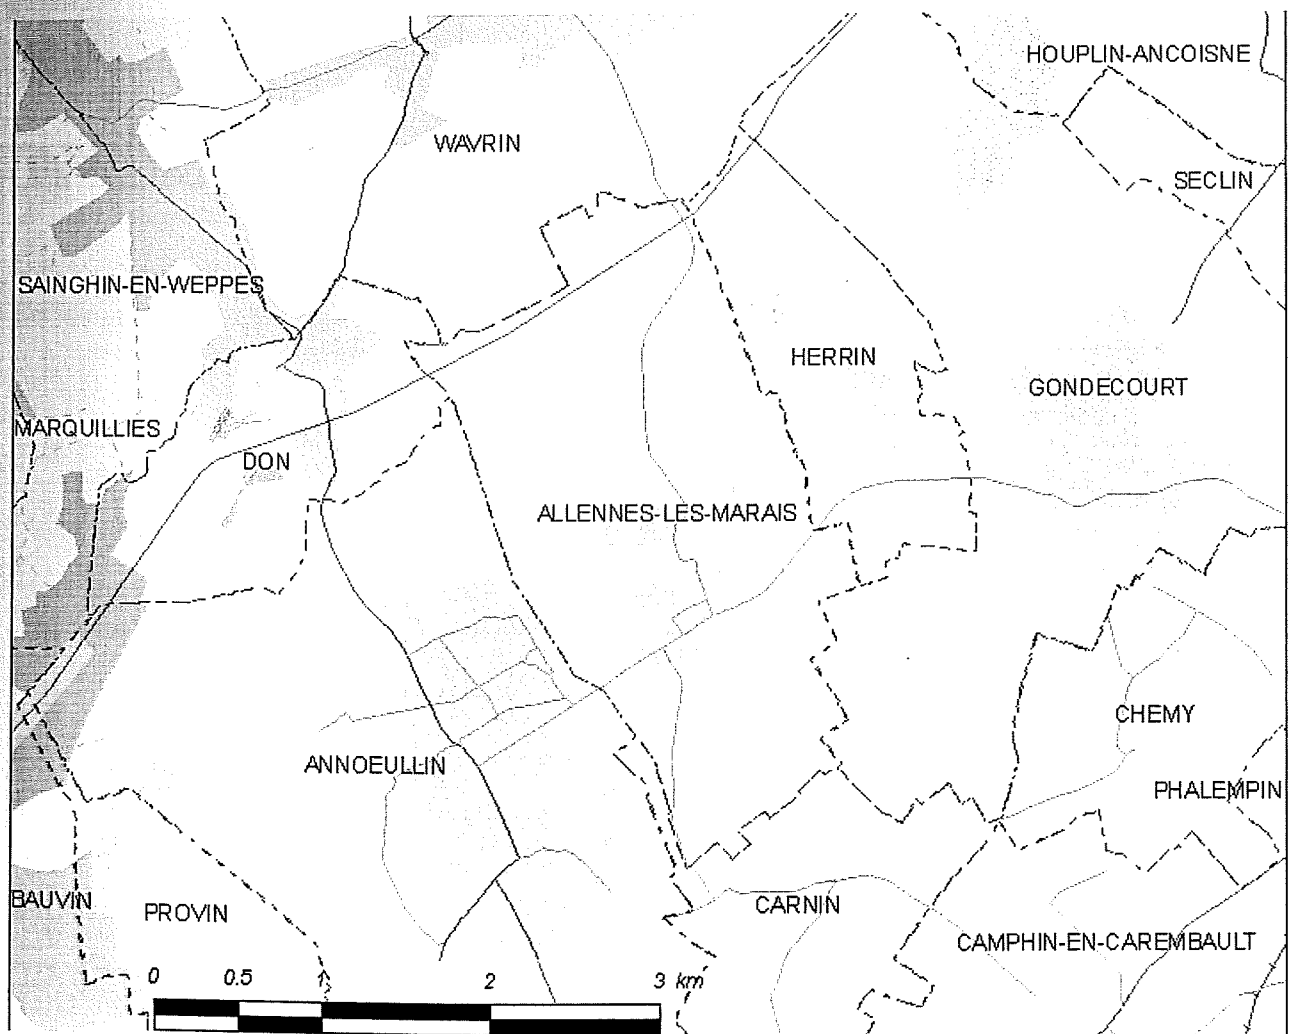 HOUPLIN-ANCOISNE
WAVRIN
SECLIN
SAINGHIN-EN-WEPPES
HERRIN
GONDECOURT
MARQUILLIES
DON
ALLENNES-LES-MARAIS
CHEMY
ANNOEULLIN
PHALEMPIN
BAUVIN
PROVIN
CARNIN
CAMPHIN-EN-CAREMBAULT
0 0.5 1 2 3 km